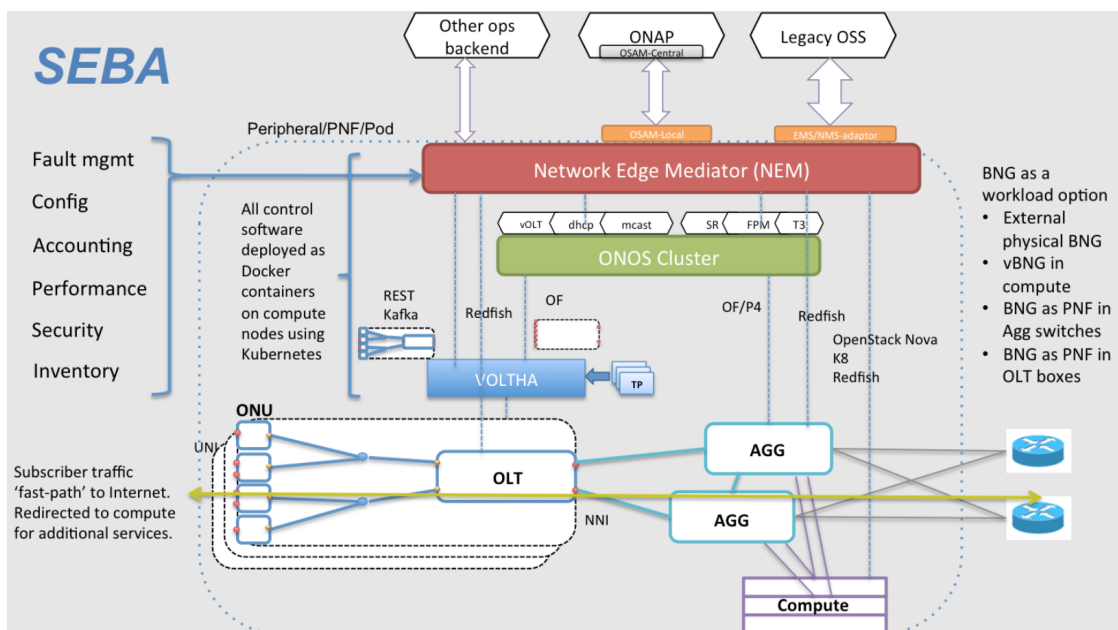 SEBA
Other ops
backend
ONAP
OSAM-Central
Legacy OSS
Peripheral/PNF/Pod
OSAM-Local
EMS/NMS-adaptor
Network Edge Mediator (NEM)
Fault mgmt
Config
Accounting
Performance
Security
Inventory
All control
software
deployed as
Docker
containers
on compute
nodes using
Kubernetes
vOLT
dhcp
mcast
SR
FPM
T3
ONOS Cluster
REST
Kafka
Redfish
OF
OF/P4
Redfish
OpenStack Nova
K8
Redfish
BNG as a
workload option
• External
physical BNG
• vBNG in
compute
• BNG as PNF in
Agg switches
• BNG as PNF in
OLT boxes
VOLTHA
TP
ONU
UNI
OLT
NNI
AGG
AGG
Subscriber traffic
‘fast-path’ to Internet.
Redirected to compute
for additional services.
Compute